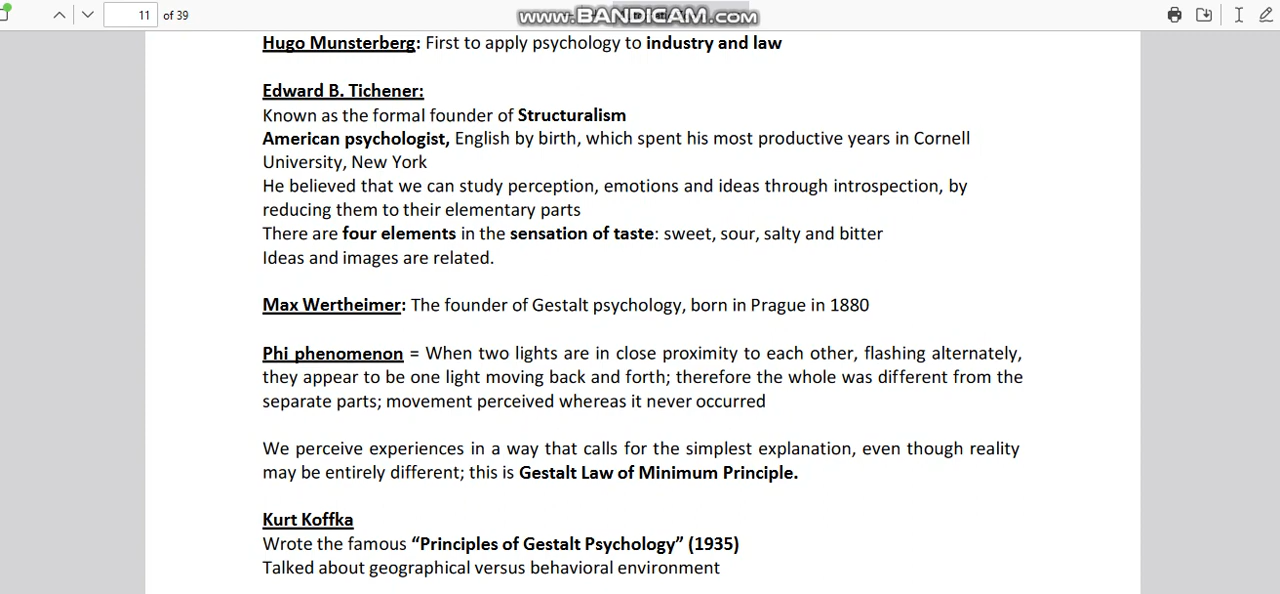 11 of 39
www.BANDICAM.com
Hugo Munsterberg: First to apply psychology to industry and law
Edward B. Tichener:
Known as the formal founder of Structuralism
American psychologist, English by birth, which spent his most productive years in Cornell
University, New York
He believed that we can study perception, emotions and ideas through introspection, by
reducing them to their elementary parts
There are four elements in the sensation of taste: sweet, sour, salty and bitter
Ideas and images are related.
Max Wertheimer: The founder of Gestalt psychology, born in Prague in 1880
Phi phenomenon = When two lights are in close proximity to each other, flashing alternately,
they appear to be one light moving back and forth; therefore the whole was different from the
separate parts; movement perceived whereas it never occurred
We perceive experiences in a way that calls for the simplest explanation, even though reality
may be entirely different; this is Gestalt Law of Minimum Principle.
Kurt Koffka
Wrote the famous “Principles of Gestalt Psychology” (1935)
Talked about geographical versus behavioral environment